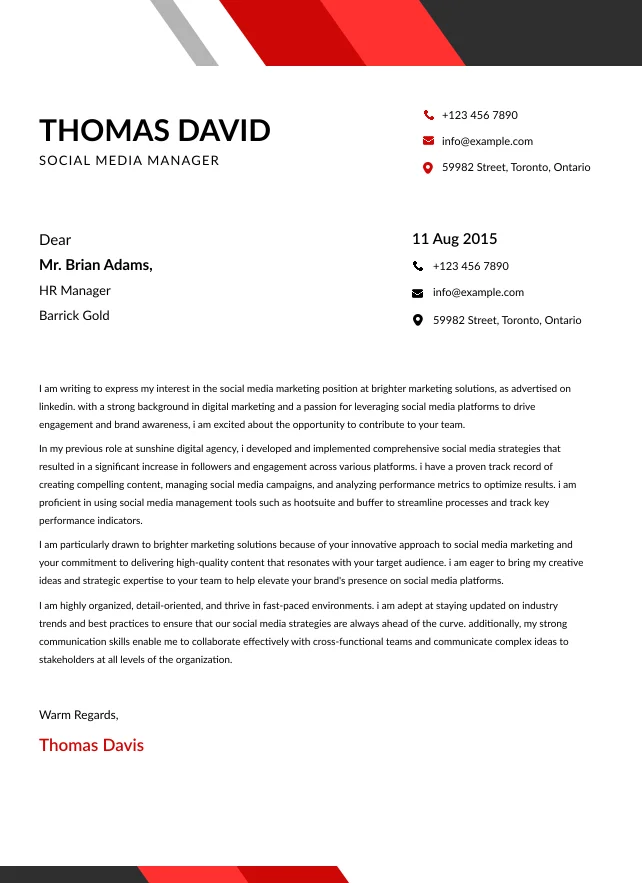 THOMAS DAVID
SOCIAL MEDIA MANAGER
+123 456 7890
info@example.com
59982 Street, Toronto, Ontario
Dear
Mr. Brian Adams,
HR Manager
Barrick Gold
11 Aug 2015
+123 456 7890
info@example.com
59982 Street, Toronto, Ontario
I am writing to express my interest in the social media marketing position at brighter marketing solutions, as advertised on
linkedin. with a strong background in digital marketing and a passion for leveraging social media platforms to drive
engagement and brand awareness, i am excited about the opportunity to contribute to your team.
In my previous role at sunshine digital agency, i developed and implemented comprehensive social media strategies that
resulted in a significant increase in followers and engagement across various platforms. i have a proven track record of
creating compelling content, managing social media campaigns, and analyzing performance metrics to optimize results. i am
proficient in using social media management tools such as hootsuite and buffer to streamline processes and track key
performance indicators.
I am particularly drawn to brighter marketing solutions because of your innovative approach to social media marketing and
your commitment to delivering high-quality content that resonates with your target audience. i am eager to bring my creative
ideas and strategic expertise to your team to help elevate your brand's presence on social media platforms.
I am highly organized, detail-oriented, and thrive in fast-paced environments. i am adept at staying updated on industry
trends and best practices to ensure that our social media strategies are always ahead of the curve. additionally, my strong
communication skills enable me to collaborate effectively with cross-functional teams and communicate complex ideas to
stakeholders at all levels of the organization.
Warm Regards,
Thomas Davis